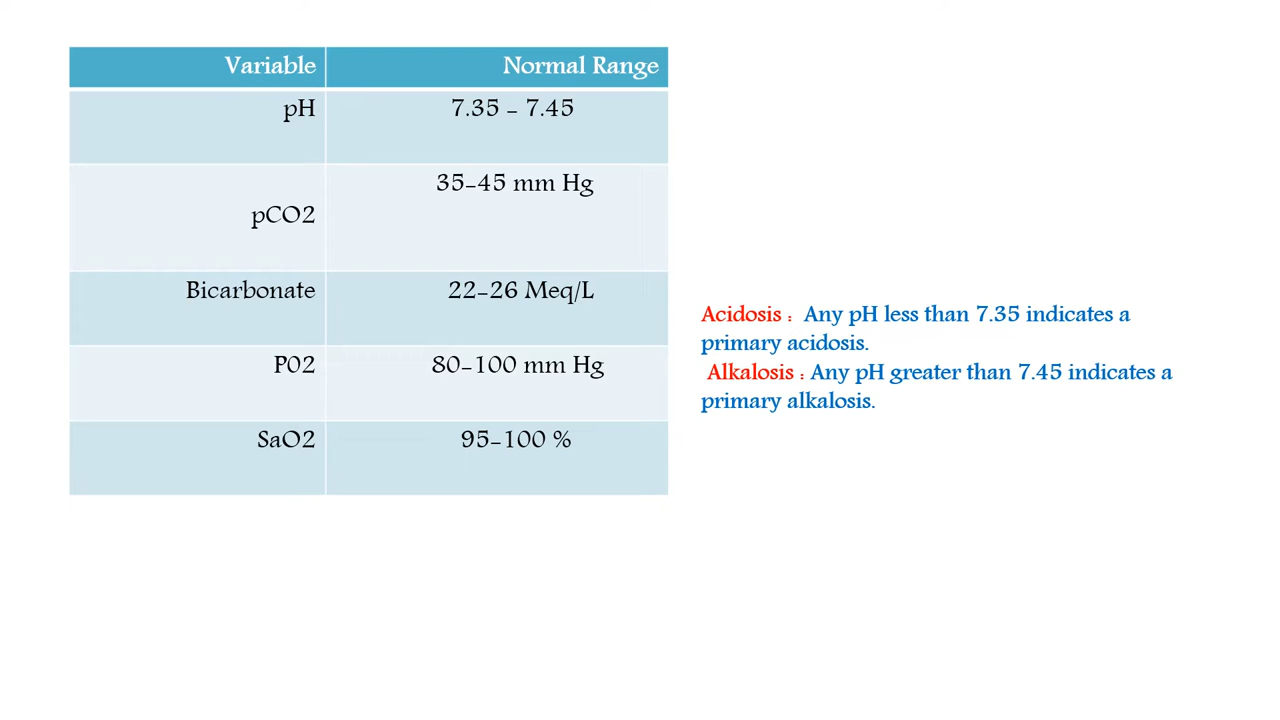 Variable Normal Range
pH 7.35 – 7.45
pCO2 35-45 mm Hg
Bicarbonate 22-26 Meq/L
P02 80-100 mm Hg
SaO2 95-100 %
Acidosis : Any pH less than 7.35 indicates a
primary acidosis.
Alkalosis : Any pH greater than 7.45 indicates a
primary alkalosis.